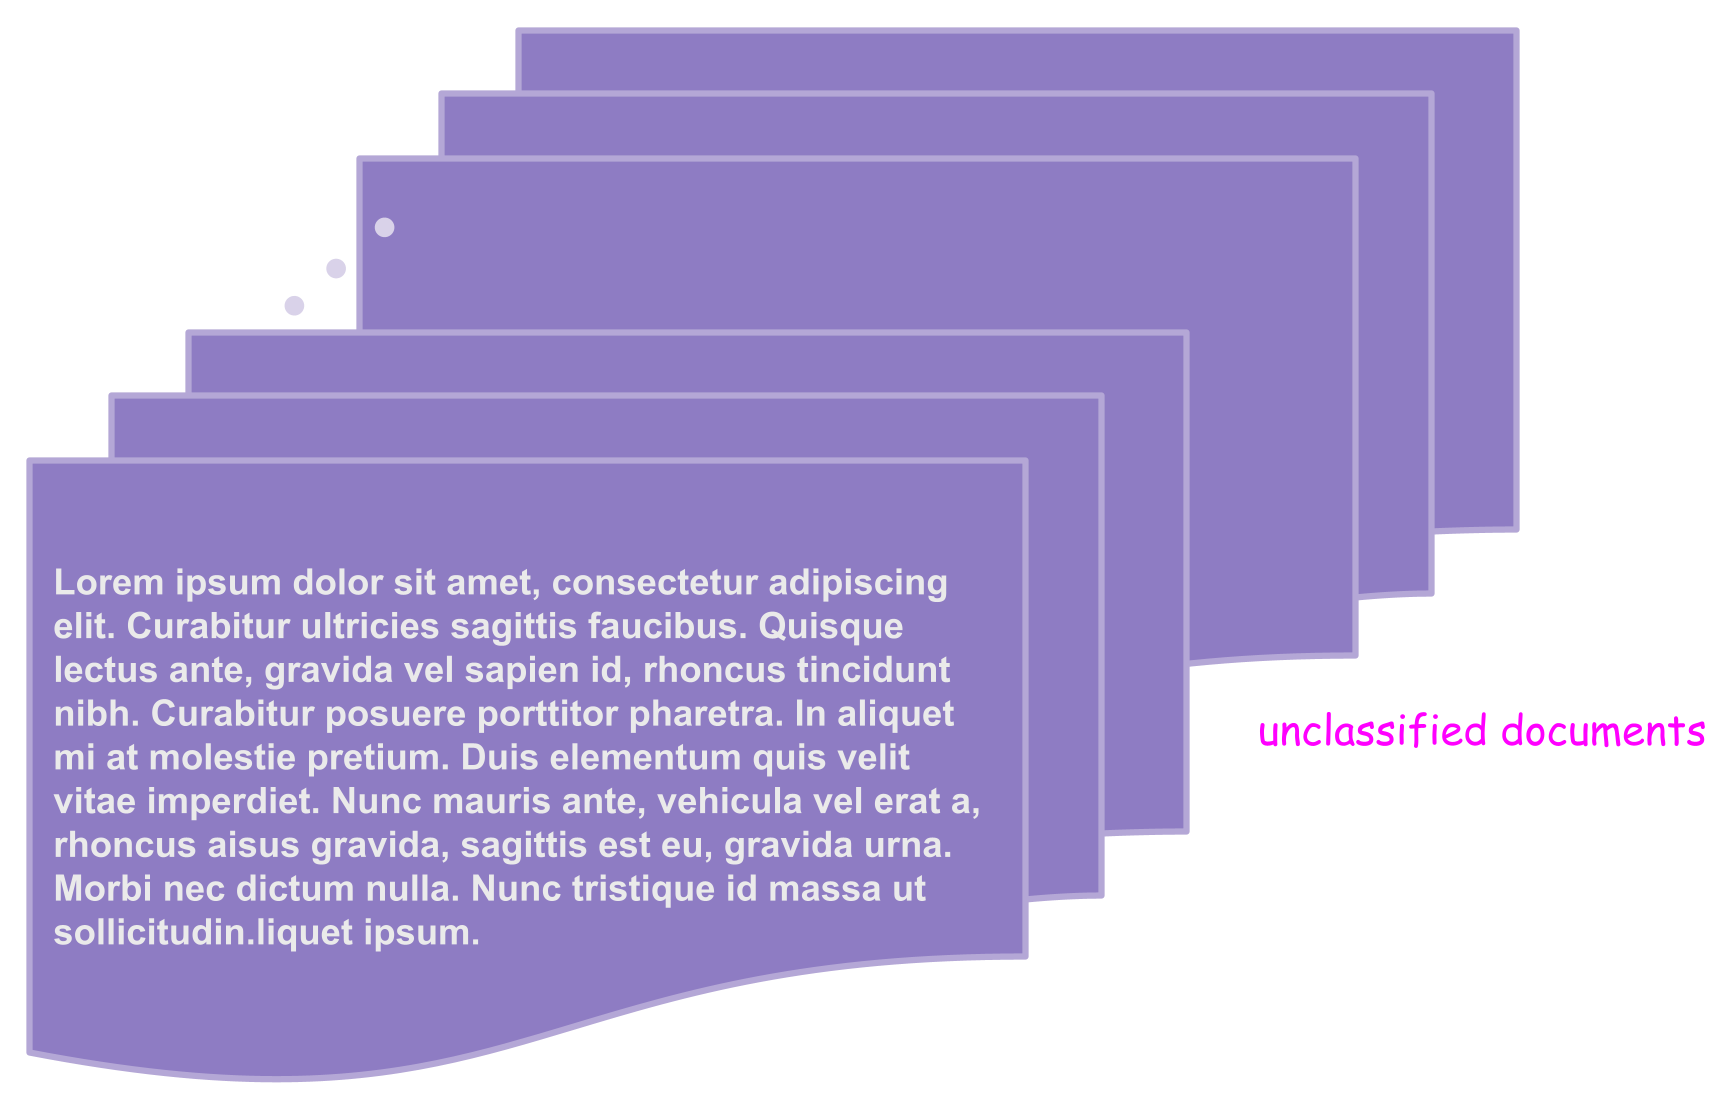 Lorem ipsum dolor sit amet, consectetur adipiscing
elit. Curabitur ultricies sagittis faucibus. Quisque
lectus ante, gravida vel sapien id, rhoncus tincidunt
nibh. Curabitur posuere porttitor pharetra. In aliquet
mi at molestie pretium. Duis elementum quis velit
vitae imperdiet. Nunc mauris ante, vehicula vel erat a,
rhoncus aisus gravida, sagittis est eu, gravida urna.
Morbi nec dictum nulla. Nunc tristique id massa ut
sollicitudin.liquet ipsum.
unclassified documents